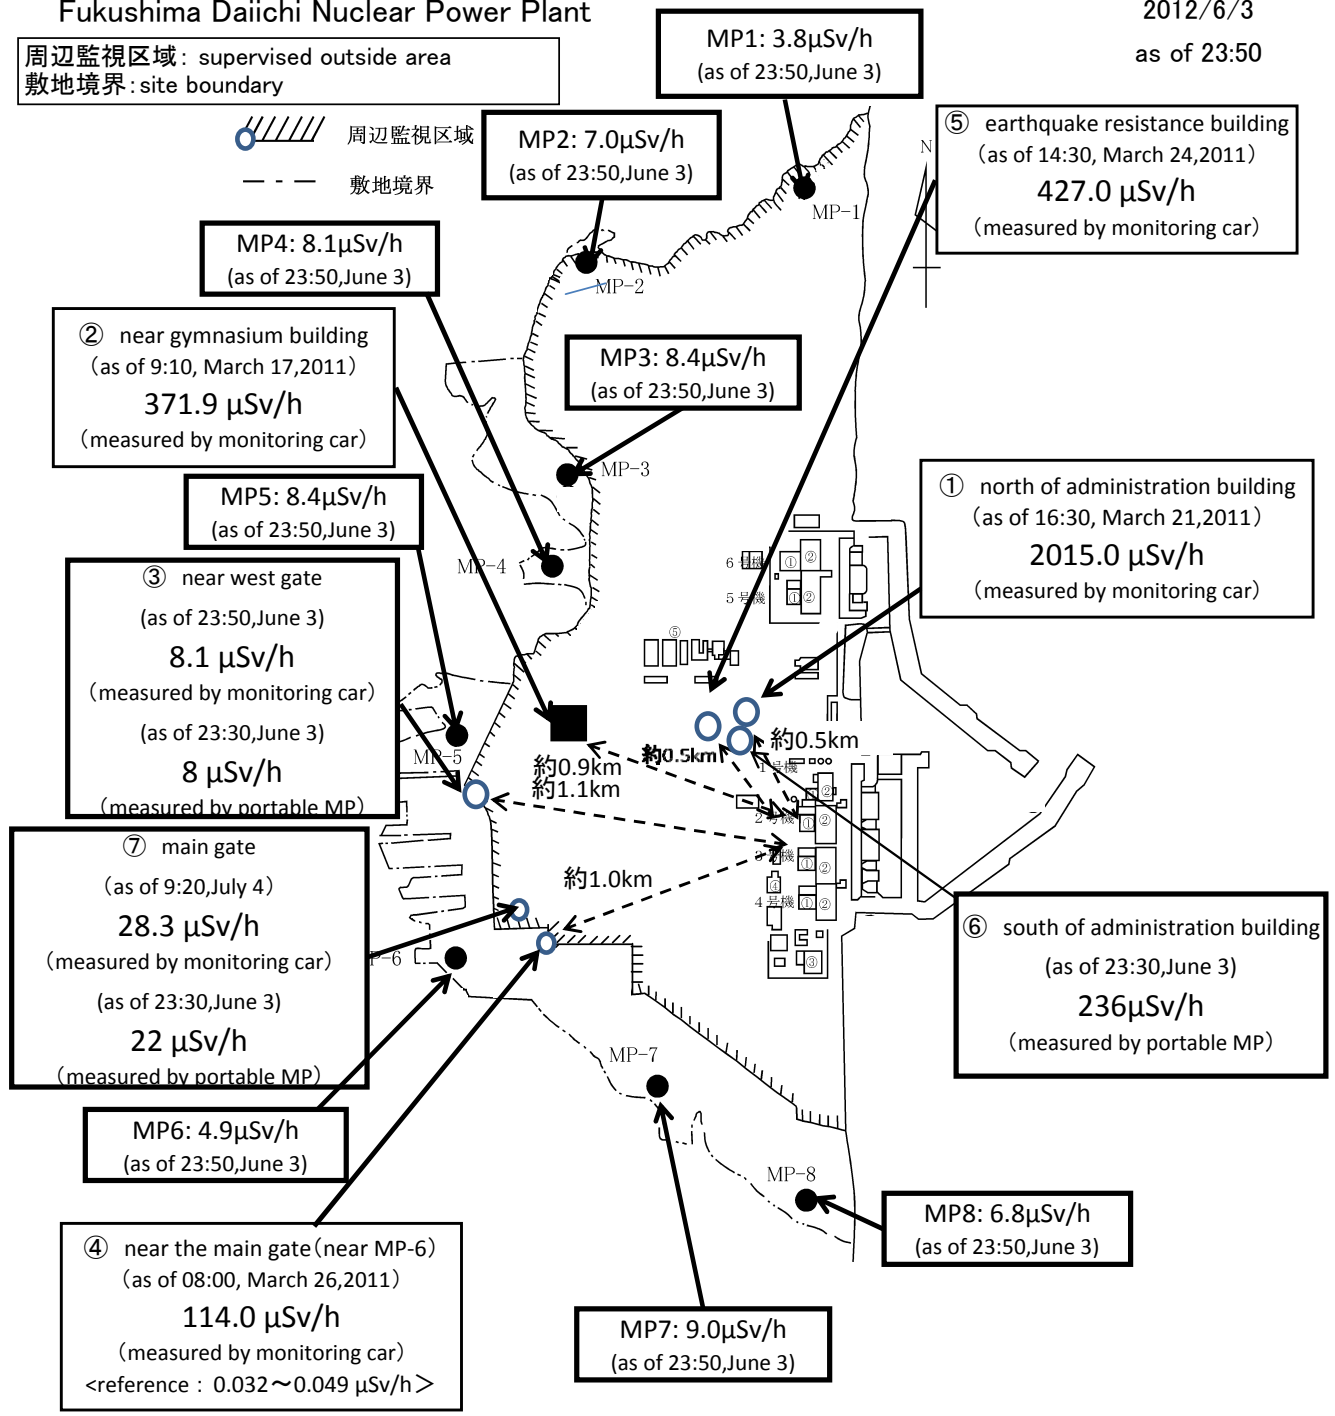 Fukushima Daiichi Nuclear Power Plant
2012/6/3
as of 23:50
周辺監視区域: supervised outside area
敷地境界:site boundary
周辺監視区域
敷地境界
MP1: 3.8μSv/h
(as of 23:50,June 3)
MP2: 7.0μSv/h
(as of 23:50,June 3)
⑤ earthquake resistance building
(as of 14:30, March 24,2011)
427.0 μSv/h
(measured by monitoring car)
N
MP-1
MP4: 8.1μSv/h
(as of 23:50,June 3)
MP-2
② near gymnasium building
(as of 9:10, March 17,2011)
371.9 μSv/h
(measured by monitoring car)
MP3: 8.4μSv/h
(as of 23:50,June 3)
MP-3
MP5: 8.4μSv/h
(as of 23:50,June 3)
① north of administration building
(as of 16:30, March 21,2011)
2015.0 μSv/h
(measured by monitoring car)
MP-4
6号機
① ②
5号機
① ②
⑤
③ near west gate
(as of 23:50,June 3)
8.1 μSv/h
(measured by monitoring car)
(as of 23:30,June 3)
8 μSv/h
(measured by portable MP)
MP-5
約0.9km
約1.1km
約0.5km
約0.5km
1号機
②
2号機
① ②
3号機
① ②
④
4号機
① ②
③
約1.0km
⑦ main gate
(as of 9:20,July 4)
28.3 μSv/h
(measured by monitoring car)
(as of 23:30,June 3)
22 μSv/h
(measured by portable MP)
P-6
⑥ south of administration building
(as of 23:30,June 3)
236μSv/h
(measured by portable MP)
MP-7
MP6: 4.9μSv/h
(as of 23:50,June 3)
MP-8
MP8: 6.8μSv/h
(as of 23:50,June 3)
④ near the main gate(near MP-6)
(as of 08:00, March 26,2011)
114.0 μSv/h
(measured by monitoring car)
<reference : 0.032～0.049 μSv/h＞
MP7: 9.0μSv/h
(as of 23:50,June 3)